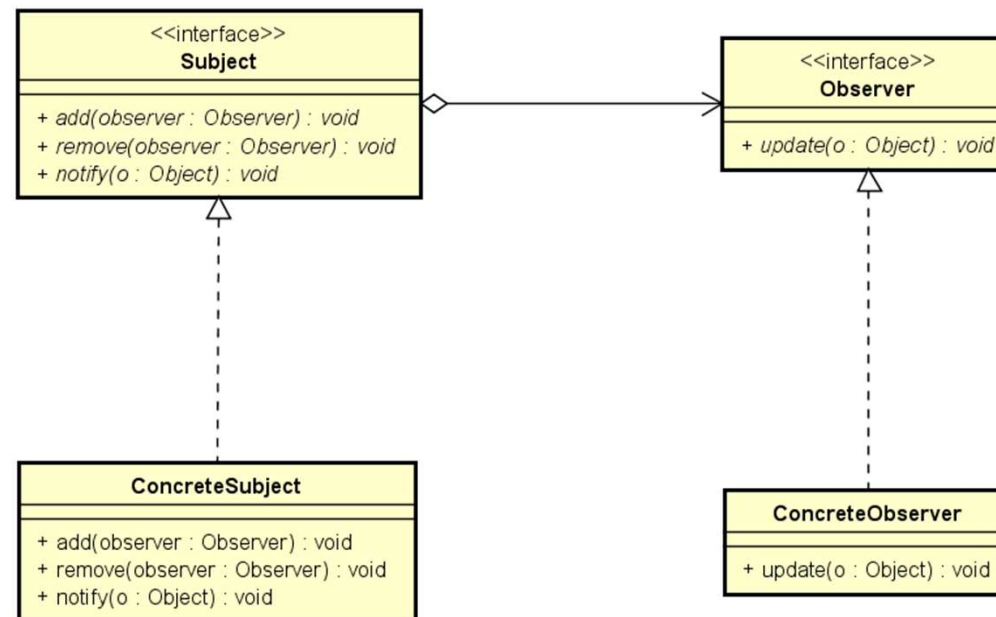 <<interface>>
Subject
+ add(observer : Observer) : void
+ remove(observer : Observer) : void
+ notify(o : Object) : void
<<interface>>
Observer
+ update(o : Object) : void
ConcreteSubject
+ add(observer : Observer) : void
+ remove(observer : Observer) : void
+ notify(o : Object) : void
ConcreteObserver
+ update(o : Object) : void